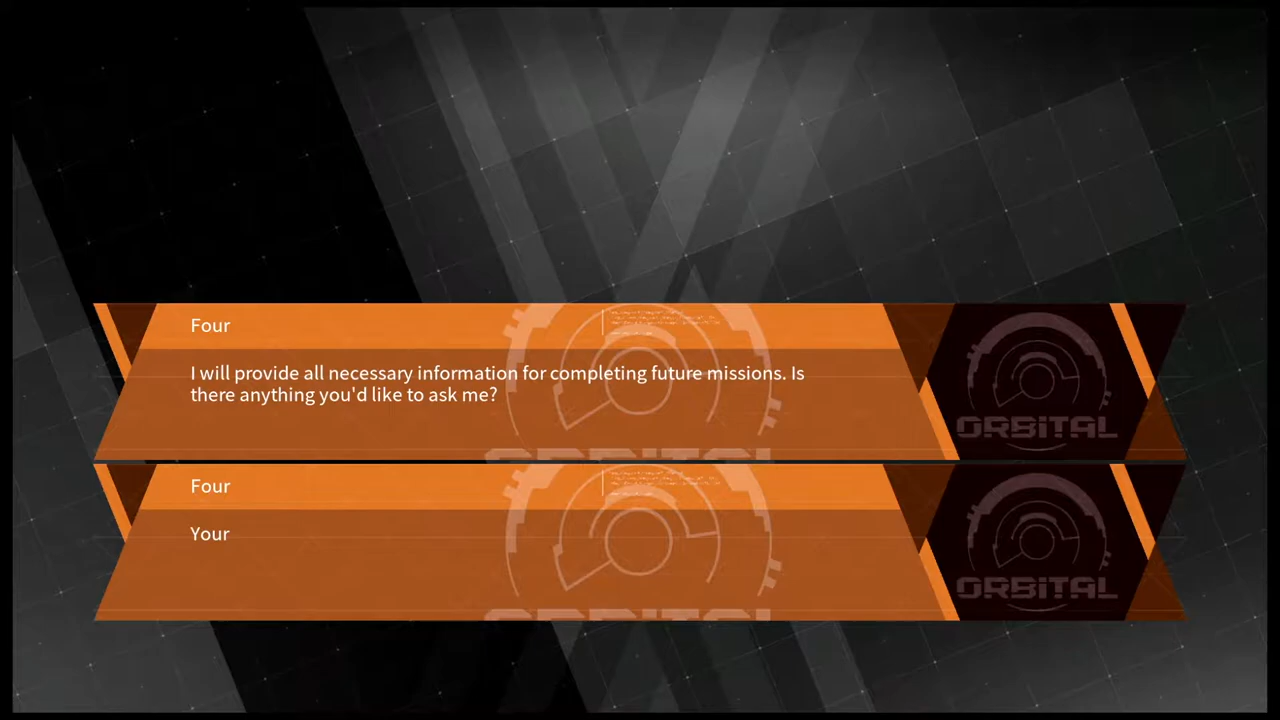 Four
I will provide all necessary information for completing future missions. Is
there anything you'd like to ask me?
ORBITAL
Four
Your
ORBITAL